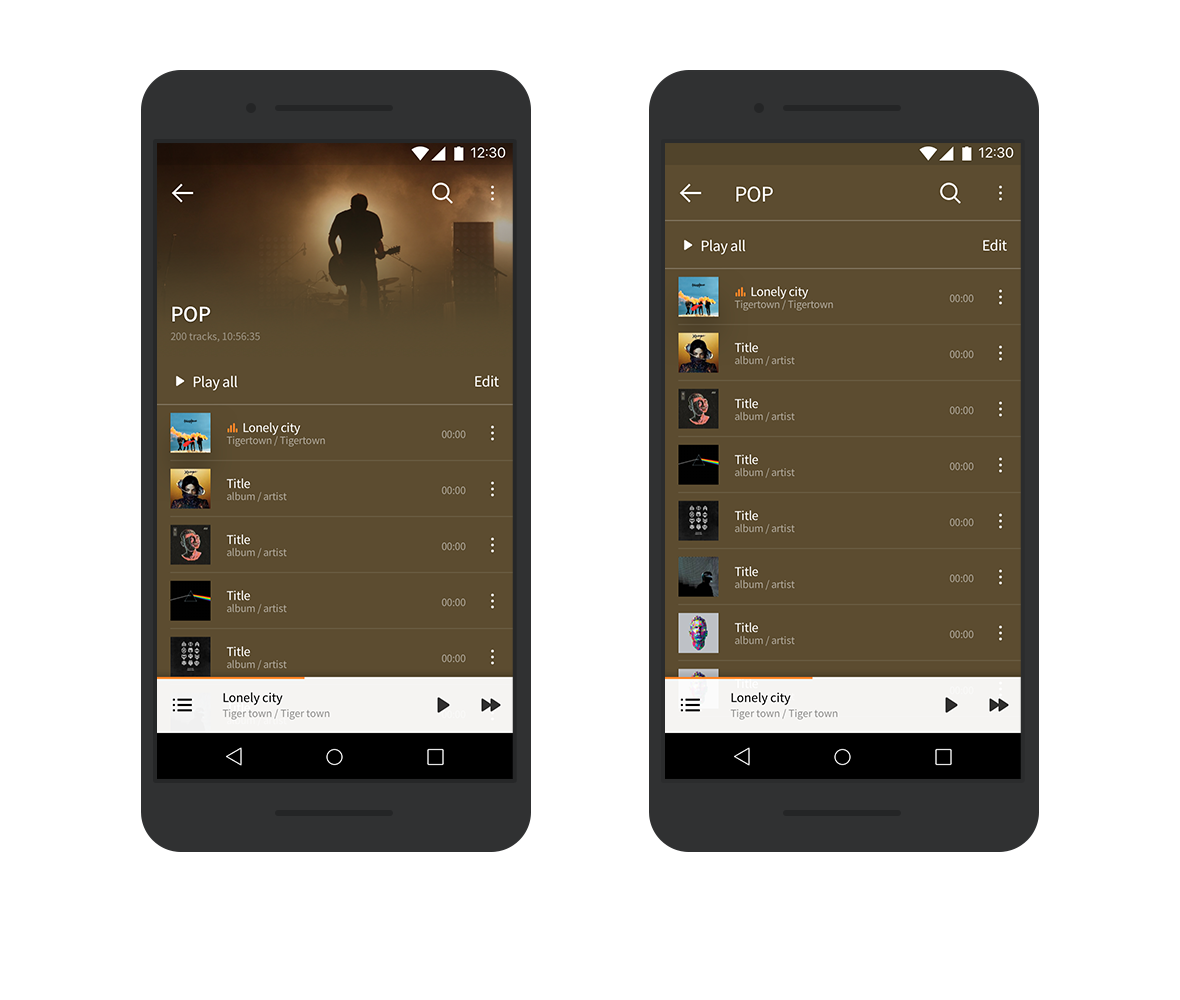 12:30
POP
200 tracks, 10:56:35
Play all
Edit
Lonely city
Tigertown / Tigertown
00:00
Title
album / artist
00:00
Title
album / artist
00:00
Title
album / artist
00:00
Title
album / artist
00:00
Lonely city
Tiger town / Tiger town
12:30
POP
Play all
Edit
Lonely city
Tigertown / Tigertown
00:00
Title
album / artist
00:00
Title
album / artist
00:00
Title
album / artist
00:00
Title
album / artist
00:00
Title
album / artist
00:00
Title
album / artist
00:00
Lonely city
Tiger town / Tiger town